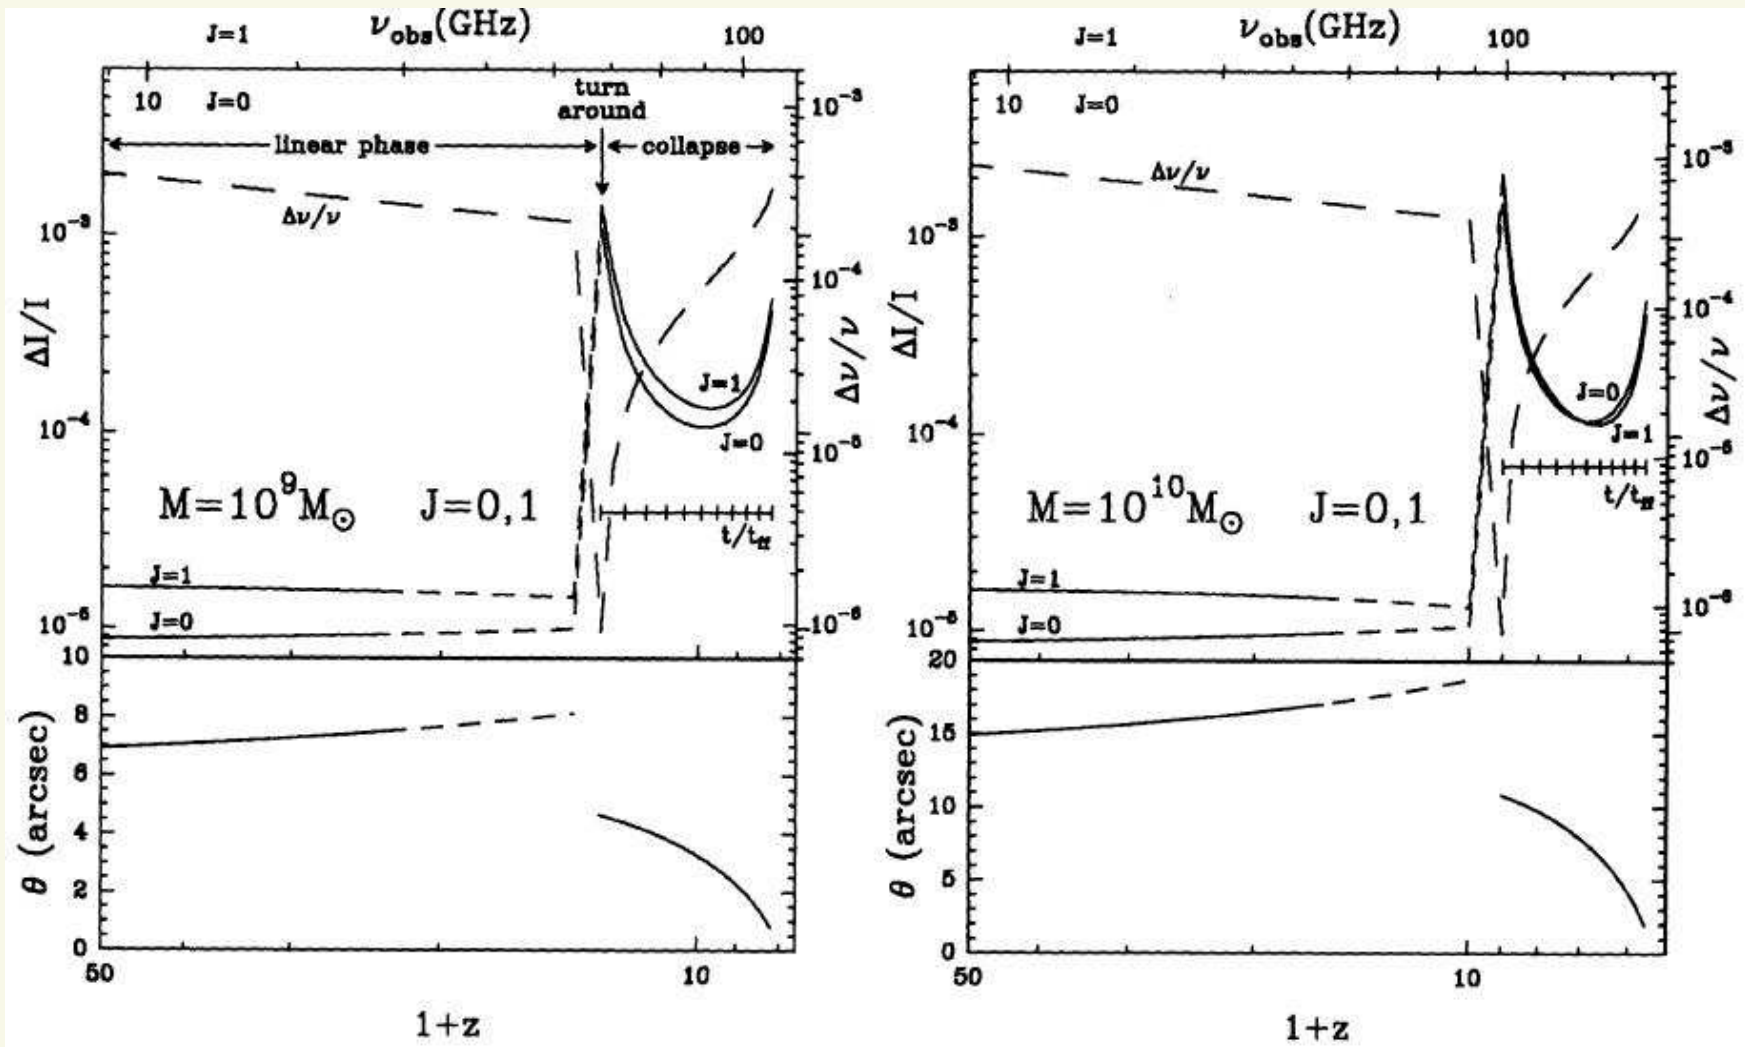 J=1 ν_obs(GHz) 100
10 J=0
turn
around
linear phase
collapse
Δν/ν
10^-3
10^-4
10^-5
10^-3
10^-4
10^-5
10^-6
ΔI/I
Δν/ν
J=1
J=0
M=10^9M_⊙ J=0,1
t/t_ff
J=1
J=0
10
8
6
4
2
0
θ (arcsec)
50 10
1+z
J=1 ν_obs(GHz) 100
10 J=0
Δν/ν
10^-3
10^-4
10^-5
10^-3
10^-4
10^-5
10^-6
ΔI/I
Δν/ν
J=0
J=1
M=10^10M_⊙ J=0,1
t/t_ff
J=1
J=0
20
15
10
5
0
θ (arcsec)
50 10
1+z